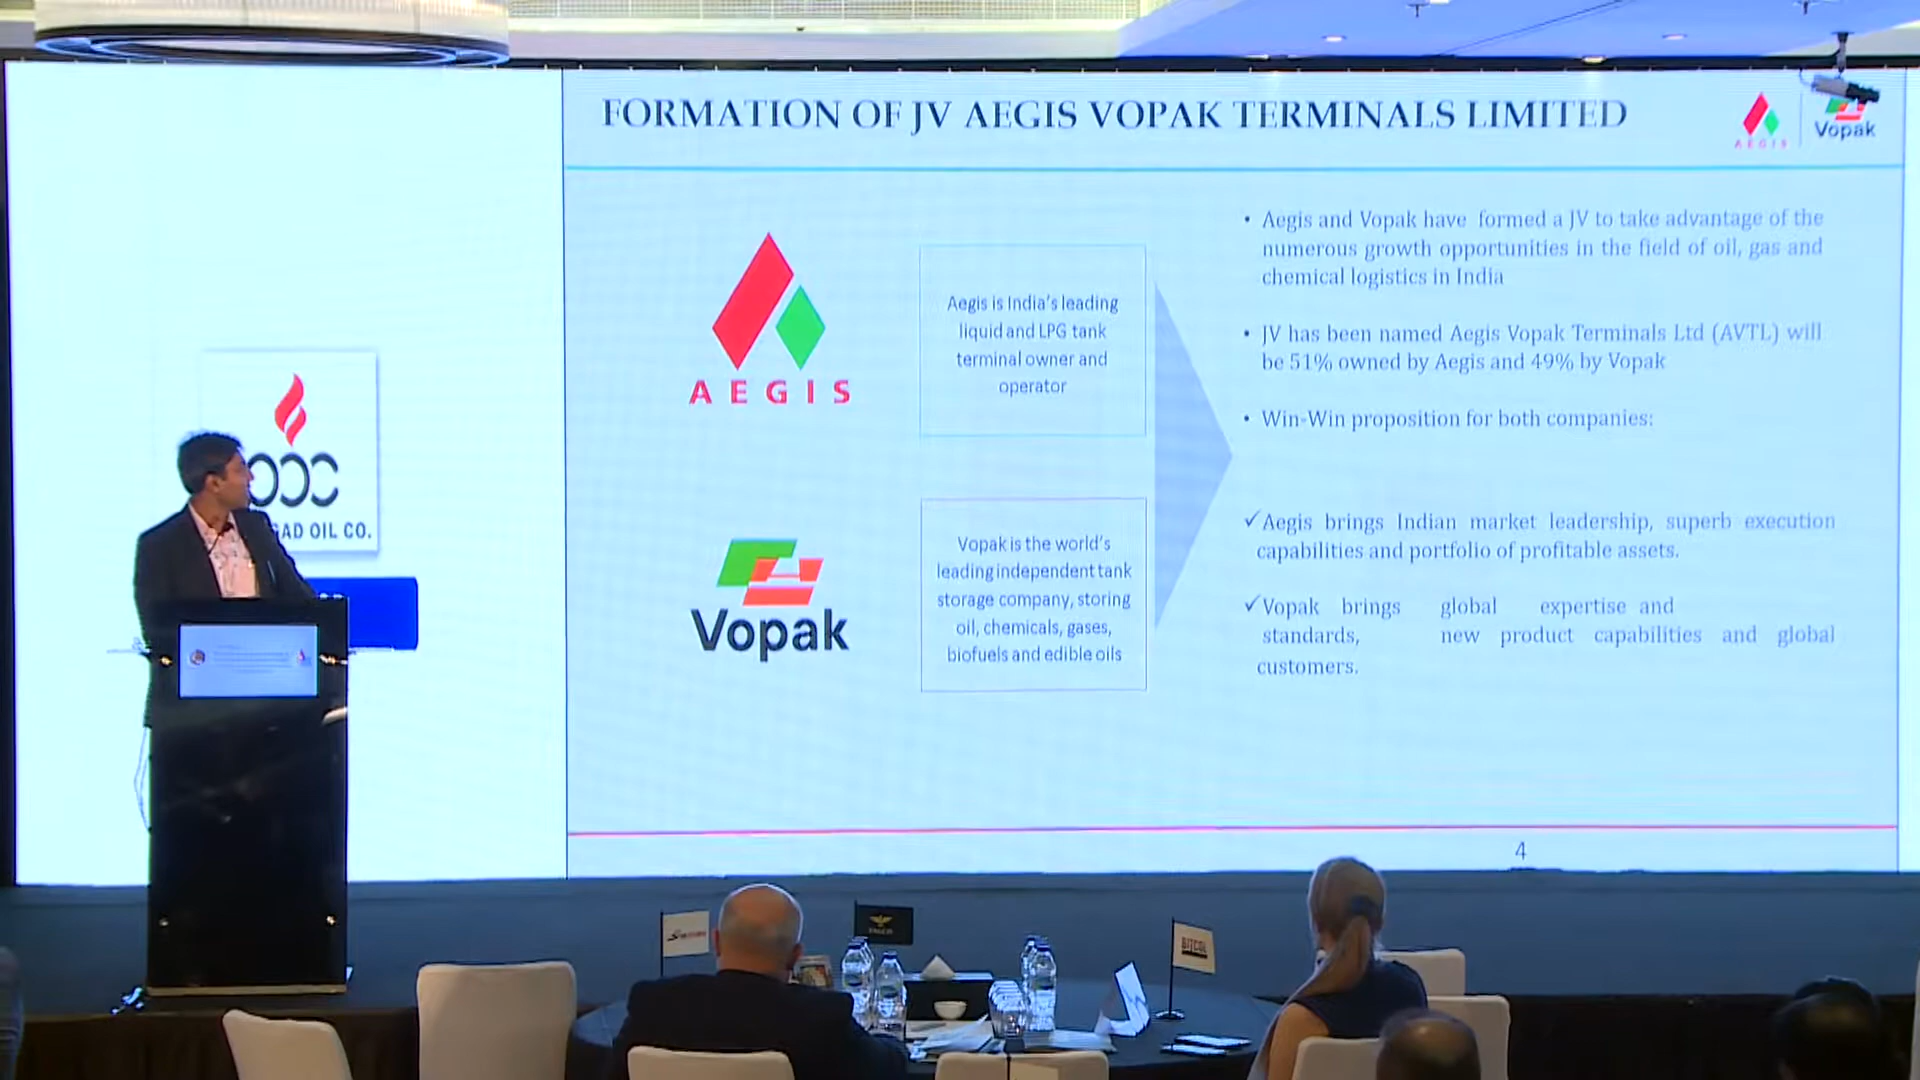 FORMATION OF JV AEGIS VOPAK TERMINALS LIMITED
AEGIS
Vopak
AEGIS
Aegis is India's leading
liquid and LPG tank
terminal owner and
operator
Vopak
Vopak is the world's
leading independent tank
storage company, storing
oil, chemicals, gases,
biofuels and edible oils
• Aegis and Vopak have formed a JV to take advantage of the
numerous growth opportunities in the field of oil, gas and
chemical logistics in India
• JV has been named Aegis Vopak Terminals Ltd (AVTL) will
be 51% owned by Aegis and 49% by Vopak
• Win-Win proposition for both companies:
✓Aegis brings Indian market leadership, superb execution
capabilities and portfolio of profitable assets.
✓Vopak brings global expertise and
standards, new product capabilities and global
customers.
4
OIL CO.
BITCOL